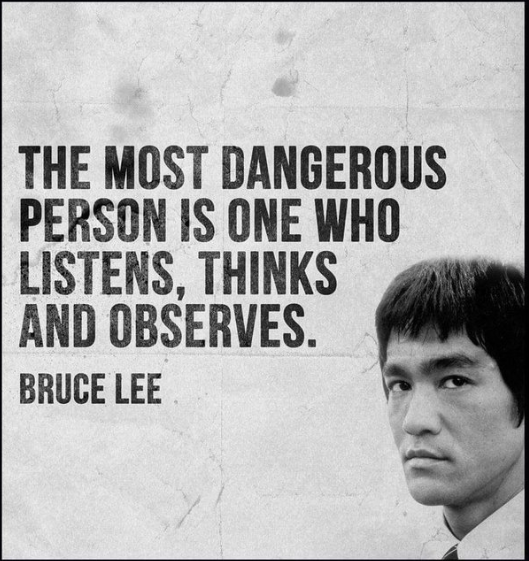 THE MOST DANGEROUS
PERSON IS ONE WHO
LISTENS, THINKS
AND OBSERVES.
BRUCE LEE